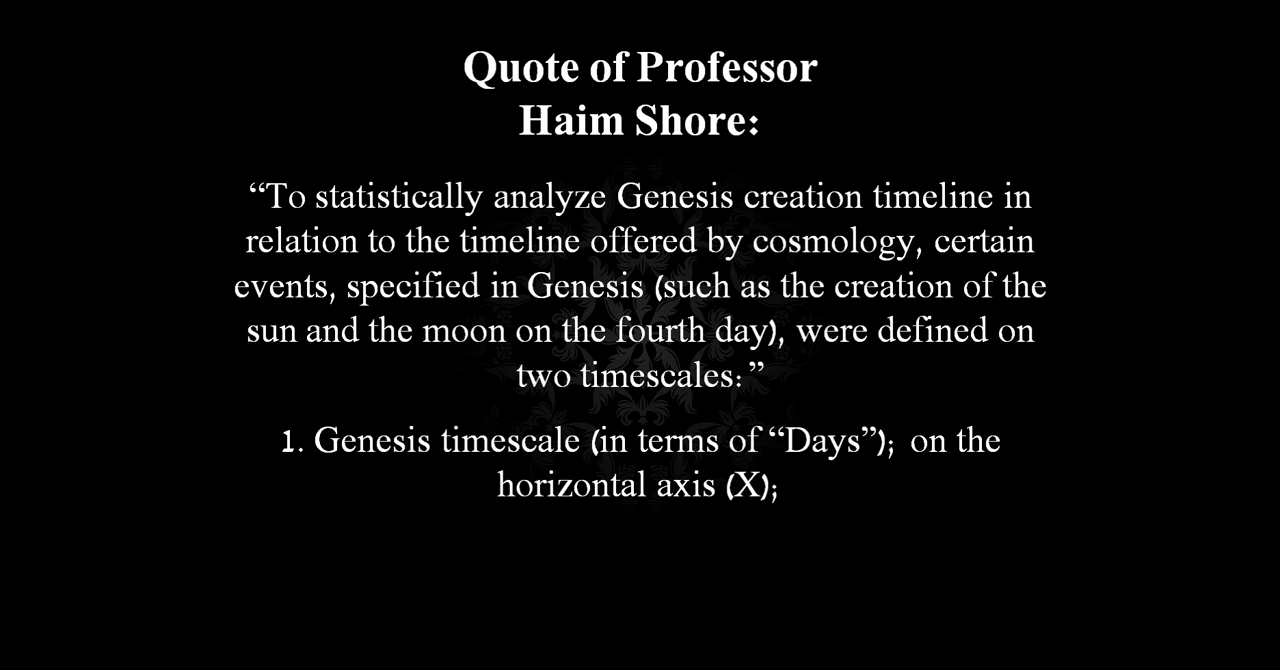 Quote of Professor
Haim Shore:
“To statistically analyze Genesis creation timeline in
relation to the timeline offered by cosmology, certain
events, specified in Genesis (such as the creation of the
sun and the moon on the fourth day), were defined on
two timescales:”
1. Genesis timescale (in terms of “Days”); on the
horizontal axis (X);